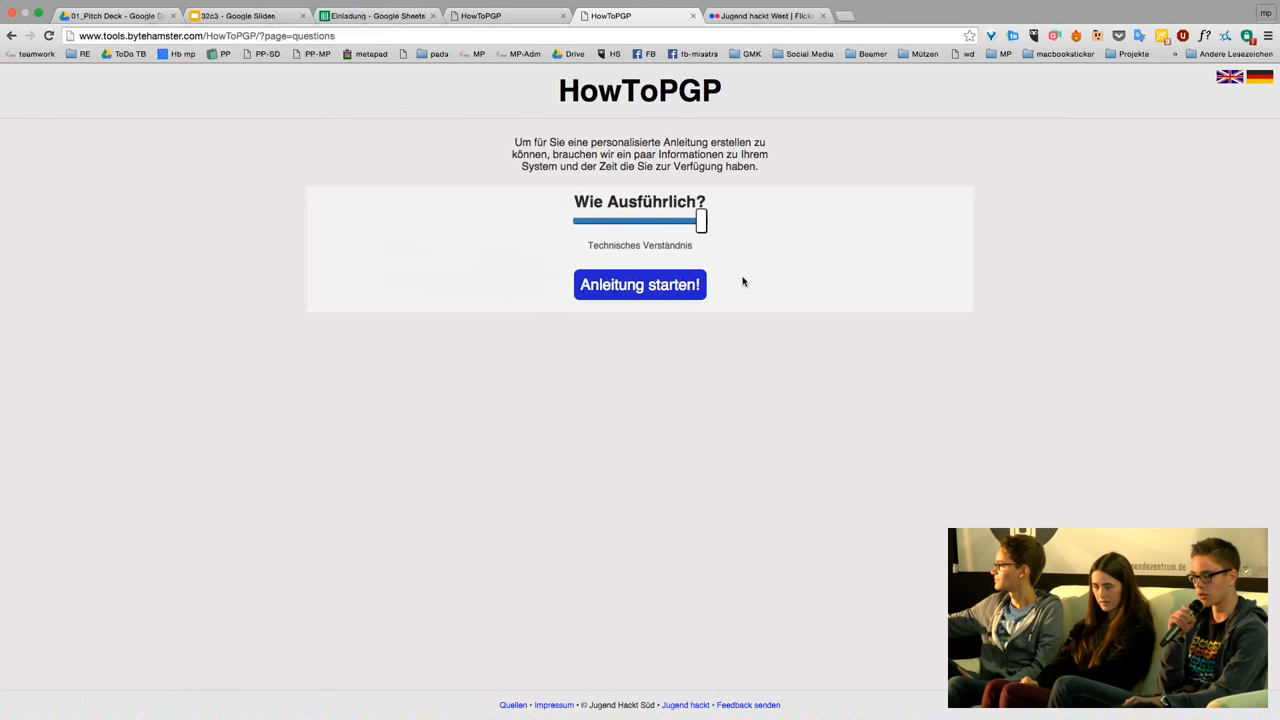 01_Pitch Deck - Google D
32c3 - Google Slides
Einladung - Google Sheets
HowToPGP
HowToPGP
Jugend hackt West | Flick
mp
www.tools.bytehamster.com/HowToPGP/?page=questions
teamwork
RE
ToDo TB
Hb mp
PP
PP-SD
PP-MP
metapad
pads
MP
MP-Adm
Drive
HS
FB
fb-misstra
GMK
Social Media
Beamer
Mützen
wd
MP
macbooksticker
Projekte
»
Andere Lesezeichen
HowToPGP
Um für Sie eine personalisierte Anleitung erstellen zu
können, brauchen wir ein paar Informationen zu Ihrem
System und der Zeit die Sie zur Verfügung haben.
Wie Ausführlich?
Technisches Verständnis
Anleitung starten!
Quellen • Impressum • © Jugend Hackt Süd • Jugend hackt • Feedback senden